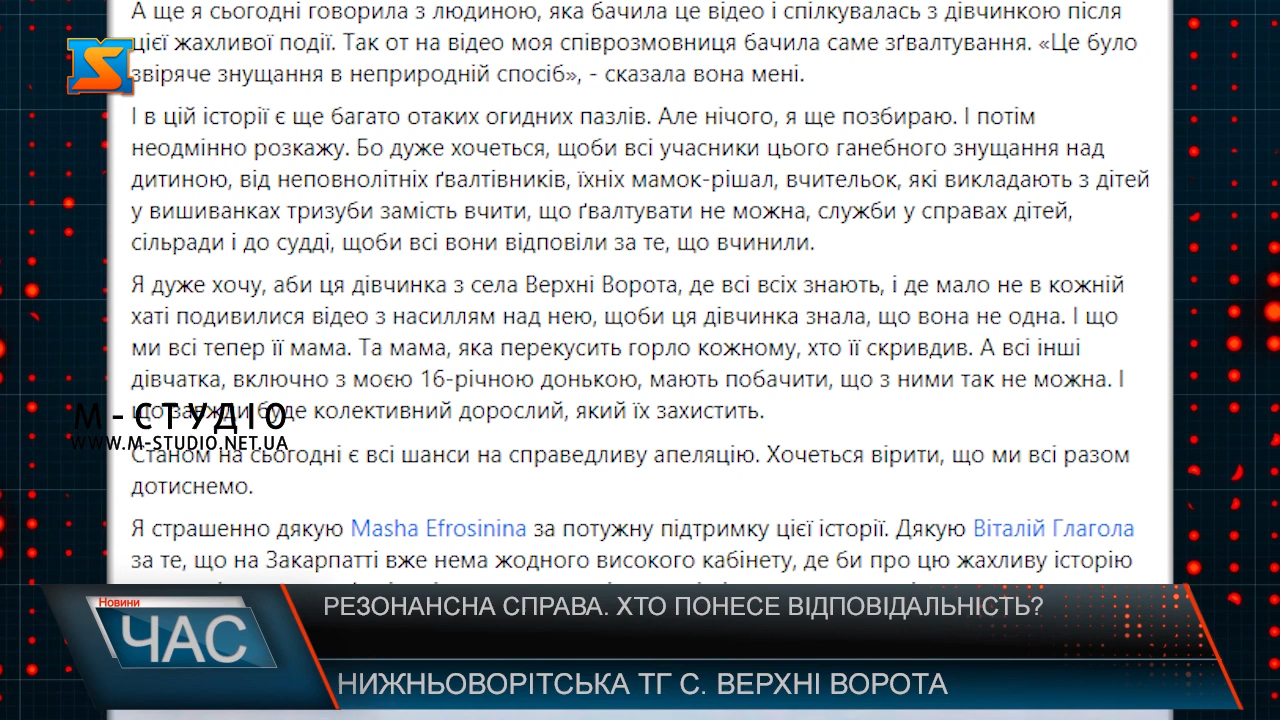 А ще я сьогодні говорила з людиною, яка бачила це відео і спілкувалась з дівчинкою після
цієї жахливої події. Так от на відео моя співрозмовниця бачила саме зґвалтування. «Це було
звіряче знущання в неприродній спосіб», - сказала вона мені.
І в цій історії є ще багато отаких огидних пазлів. Але нічого, я ще позбираю. І потім
неодмінно розкажу. Бо дуже хочеться, щоби всі учасники цього ганебного знущання над
дитиною, від неповнолітніх ґвалтівників, їхніх мамок-рішал, вчительок, які викладають з дітей
у вишиванках тризуби замість вчити, що ґвалтувати не можна, служби у справах дітей,
сільради і до судді, щоби всі вони відповіли за те, що вчинили.
Я дуже хочу, аби ця дівчинка з села Верхні Ворота, де всі всіх знають, і де мало не в кожній
хаті подивилися відео з насиллям над нею, щоби ця дівчинка знала, що вона не одна. І що
ми всі тепер її мама. Та мама, яка перекусить горло кожному, хто її скривдив. А всі інші
дівчатка, включно з моєю 16-річною донькою, мають побачити, що з ними так не можна. І
що завжди буде колективний дорослий, який їх захистить.
М-СТУДІО
WWW.M-STUDIO.NET.UA
Станом на сьогодні є всі шанси на справедливу апеляцію. Хочеться вірити, що ми всі разом
дотиснемо.
Я страшенно дякую Masha Efrosinina за потужну підтримку цієї історії. Дякую Віталій Глагола
за те, що на Закарпатті вже нема жодного високого кабінету, де би про цю жахливу історію
Новини
ЧАС
РЕЗОНАНСНА СПРАВА. ХТО ПОНЕСЕ ВІДПОВІДАЛЬНІСТЬ?
НИЖНЬОВОРІТСЬКА ТГ С. ВЕРХНІ ВОРОТА